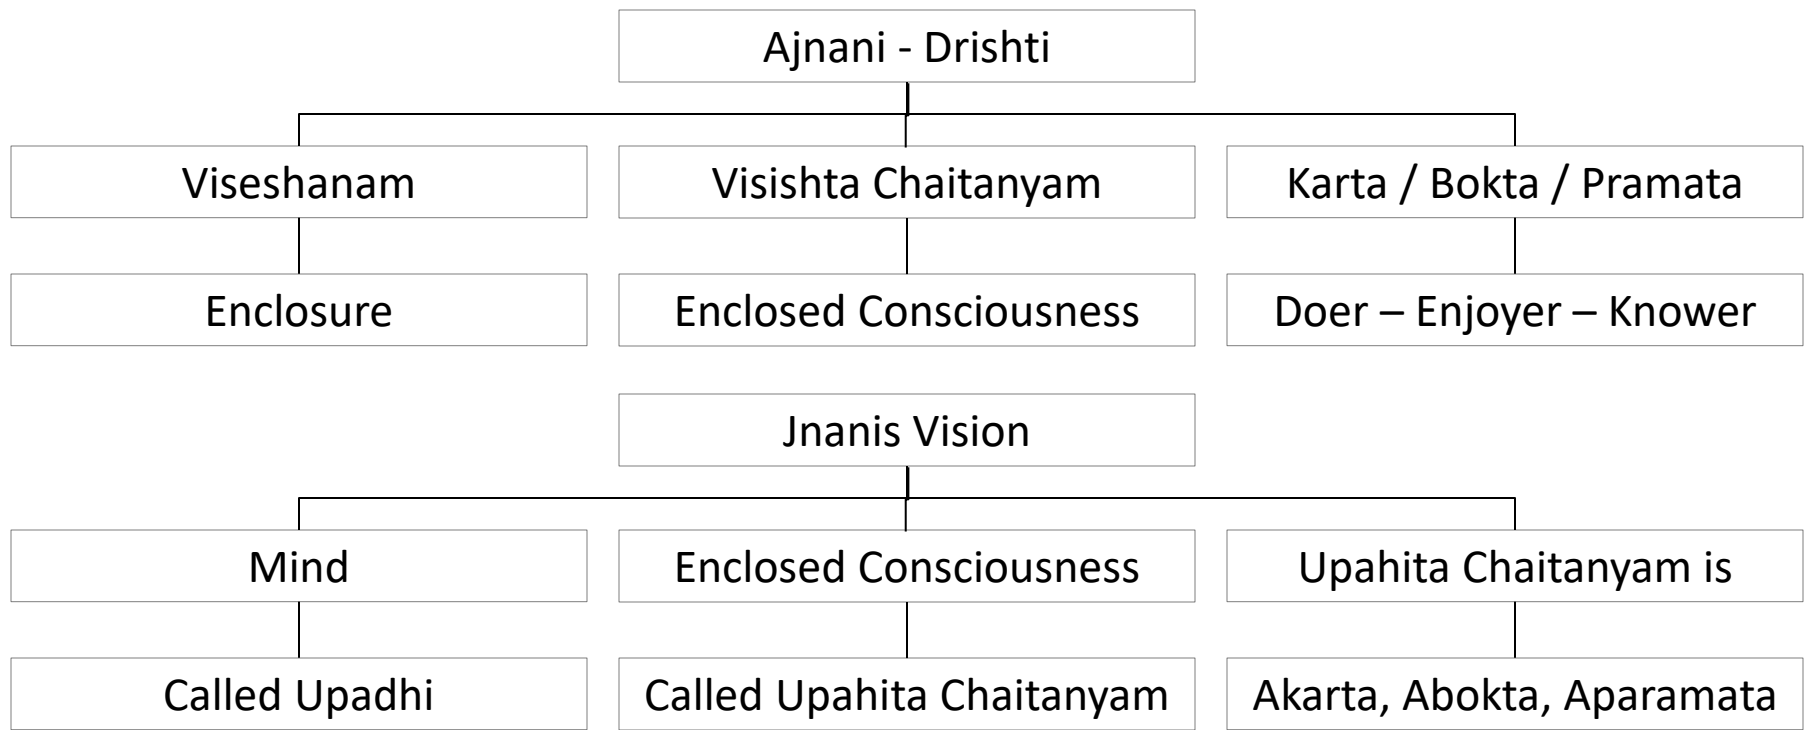 Ajnani - Drishti
Viseshanam
Visishta Chaitanyam
Karta / Bokta / Pramata
Enclosure
Enclosed Consciousness
Doer – Enjoyer – Knower
Jnanis Vision
Mind
Enclosed Consciousness
Upahita Chaitanyam is
Called Upadhi
Called Upahita Chaitanyam
Akarta, Abokta, Aparamata